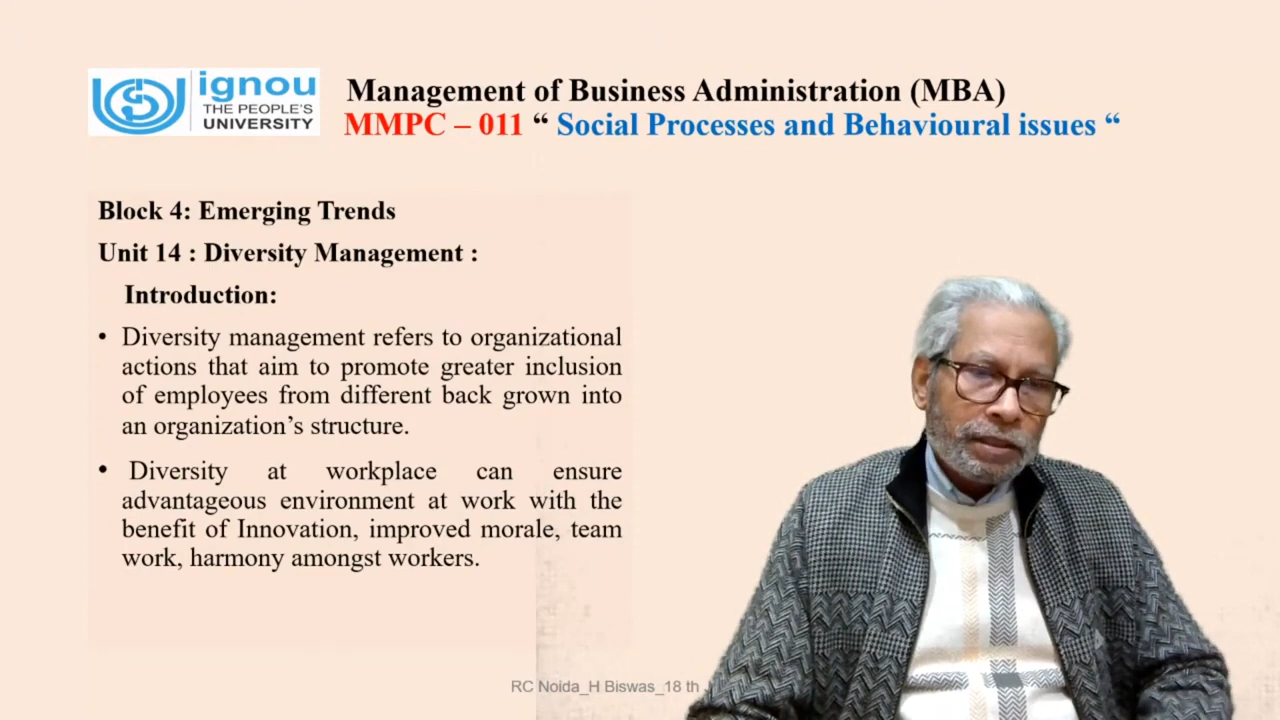 ignou
THE PEOPLE'S
UNIVERSITY
Management of Business Administration (MBA)
MMPC – 011 “ Social Processes and Behavioural issues “
Block 4: Emerging Trends
Unit 14 : Diversity Management :
Introduction:
• Diversity management refers to organizational
actions that aim to promote greater inclusion
of employees from different back grown into
an organization’s structure.
• Diversity at workplace can ensure
advantageous environment at work with the
benefit of Innovation, improved morale, team
work, harmony amongst workers.
RC Noida_H Biswas_18 th